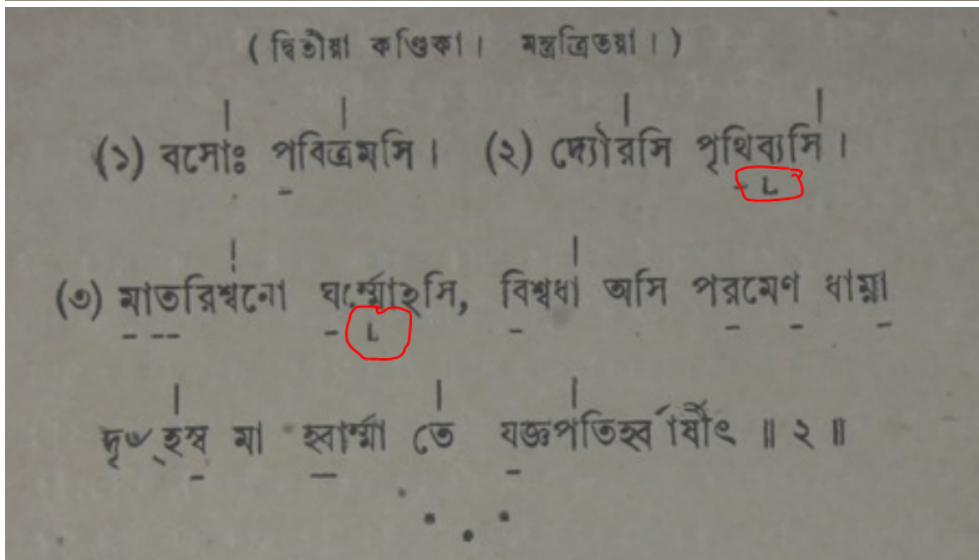 ( দ্বিতীয়া কণ্ডিকা। মন্ত্রত্রিতয়া। )
(১) বসোঃ পবিত্রমসি। (২) দ্যৌরসি পৃথিব্যসি।
(৩) মাতরিশ্বনো ঘর্ম্মোঽসি, বিশ্বধা অসি পরমেণ ধাম্না
দৃꣳহস্ব মা হ্বার্ম্মা তে যজ্ঞপতির্হ্বার্ষীৎ ॥ ২ ॥